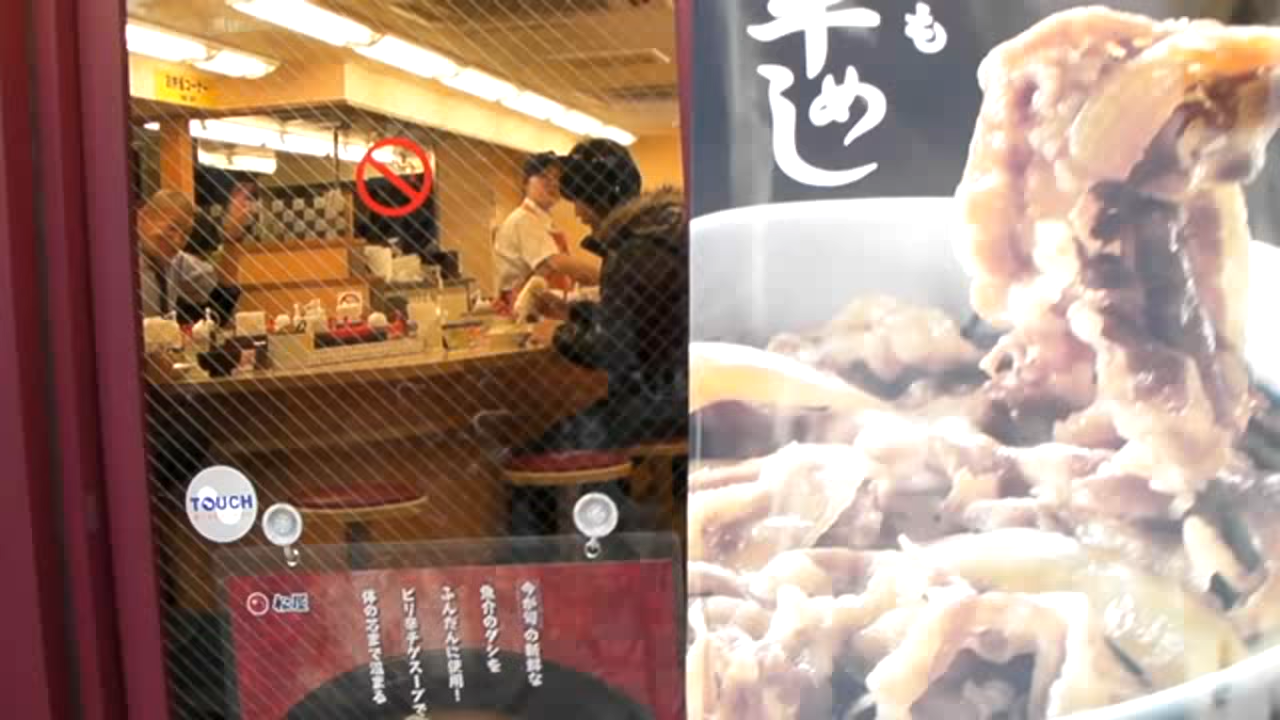 TOUCH
松屋
今が旬の新鮮な
魚介のダシを
ふんだんに使用!
ピリ辛チゲスープで
体の芯まで温まる
も
牛めし